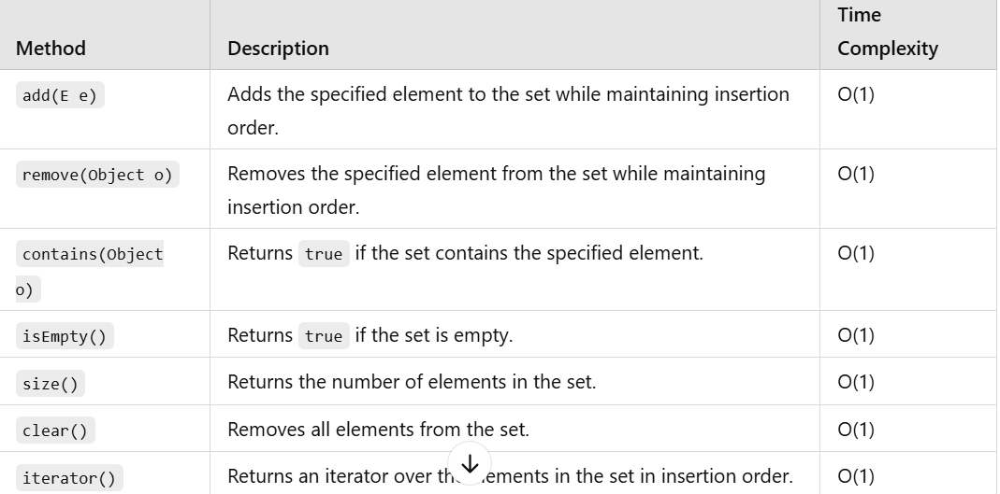 Time
Method Description Complexity
add(E e) Adds the specified element to the set while maintaining insertion O(1)
order.
remove(Object o) Removes the specified element from the set while maintaining O(1)
insertion order.
contains(Object Returns true if the set contains the specified element. O(1)
o)
isEmpty() Returns true if the set is empty. O(1)
size() Returns the number of elements in the set. O(1)
clear() Removes all elements from the set. O(1)
iterator() Returns an iterator over the elements in the set in insertion order. O(1)